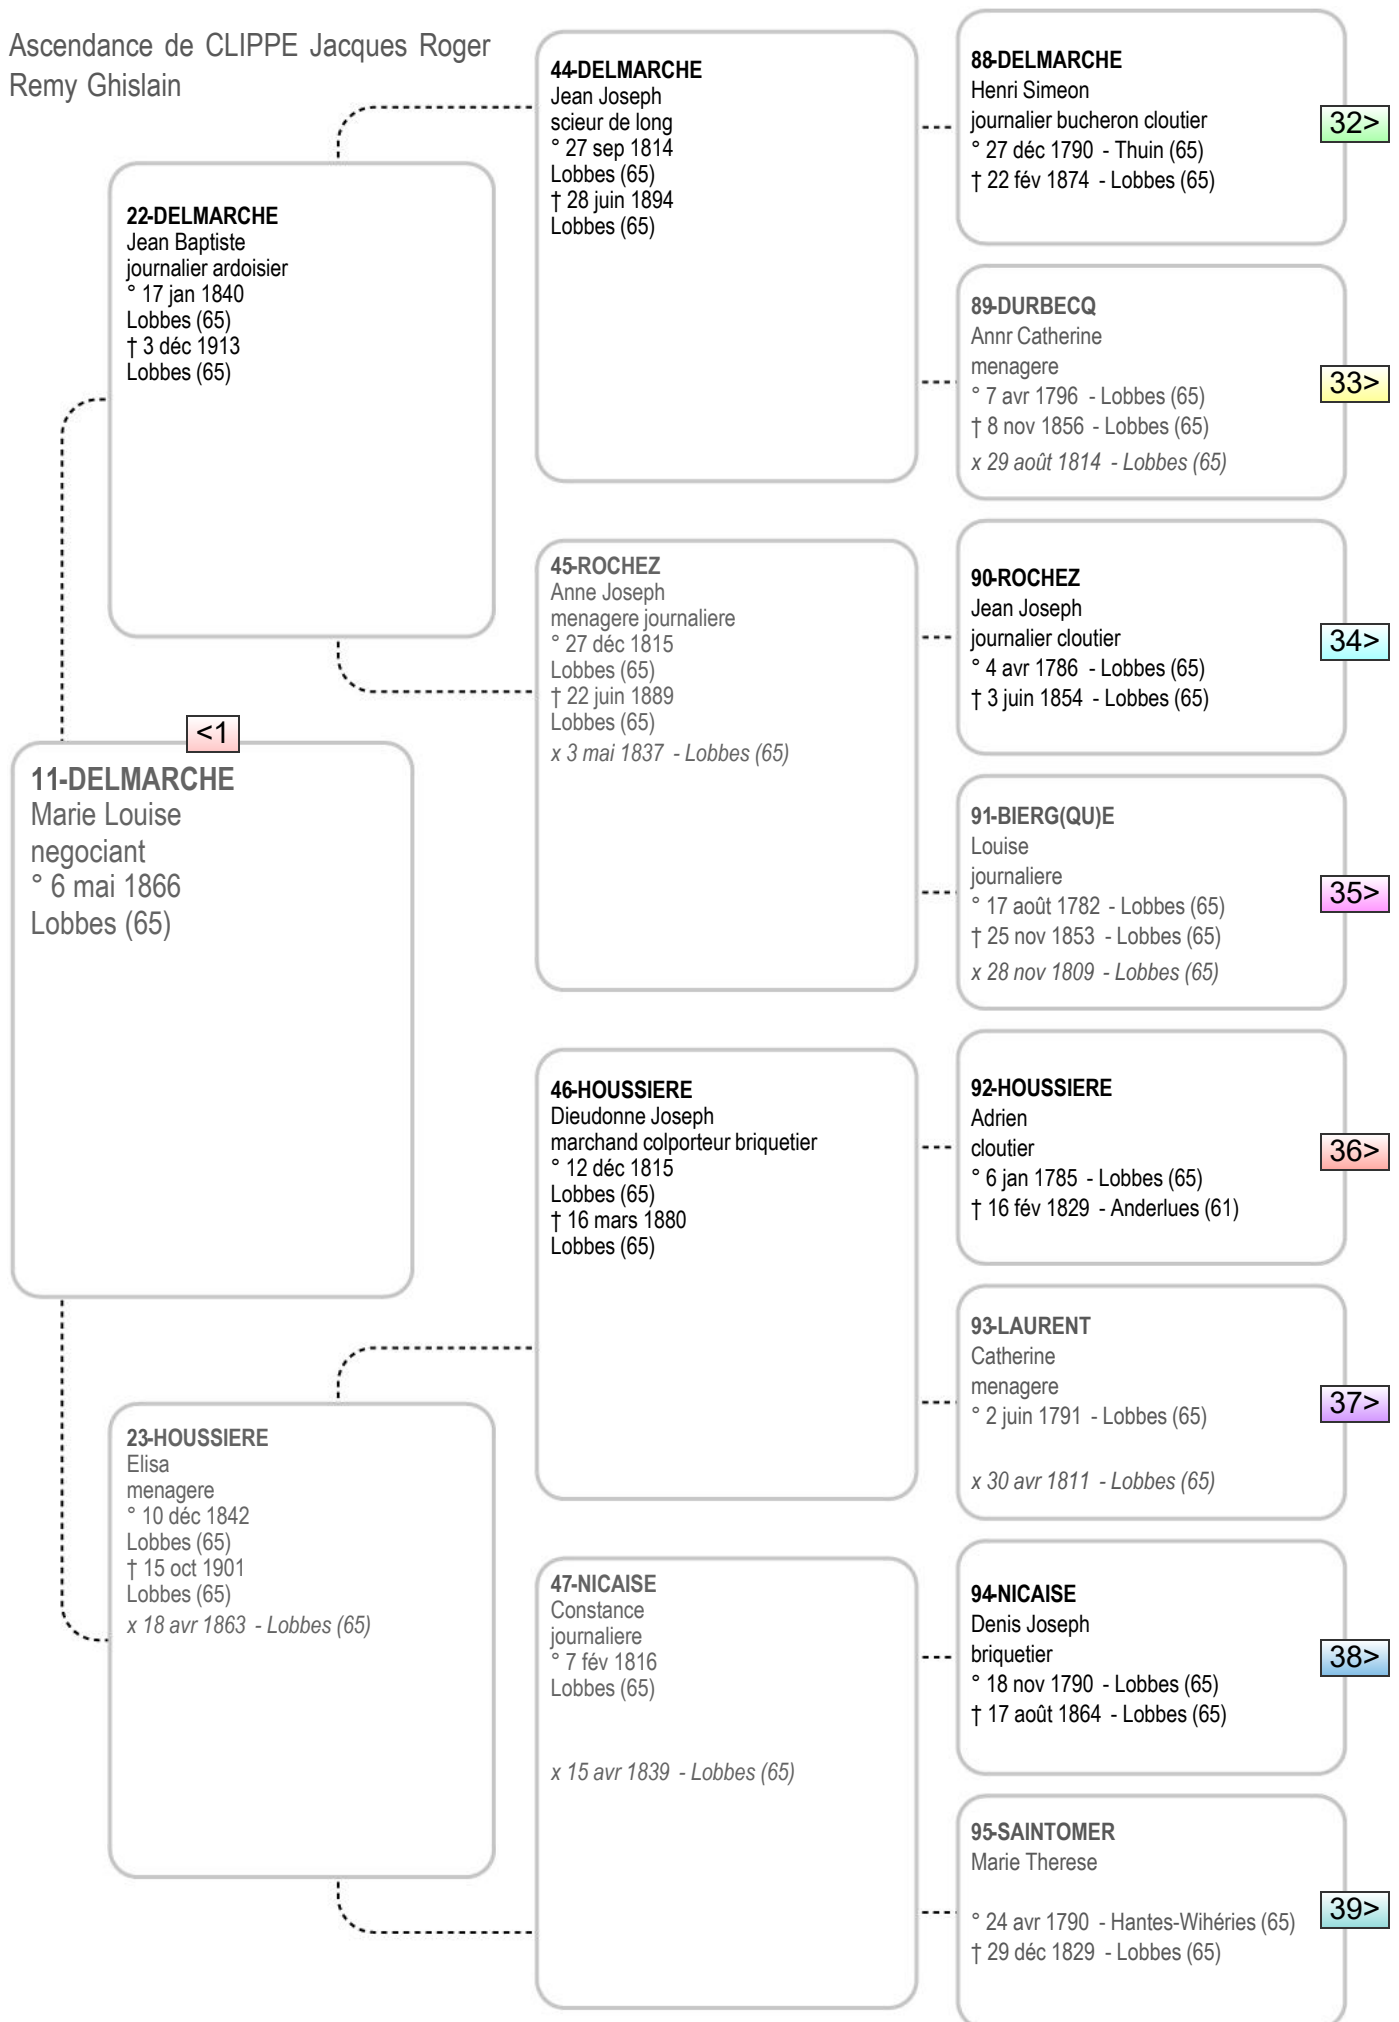 Ascendance de CLIPPE Jacques Roger
Remy Ghislain
<1
11-DELMARCHE
Marie Louise
negociant
° 6 mai 1866
Lobbes (65)
22-DELMARCHE
Jean Baptiste
journalier ardoisier
° 17 jan 1840
Lobbes (65)
† 3 déc 1913
Lobbes (65)
23-HOUSSIERE
Elisa
menagere
° 10 déc 1842
Lobbes (65)
† 15 oct 1901
Lobbes (65)
x 18 avr 1863 - Lobbes (65)
44-DELMARCHE
Jean Joseph
scieur de long
° 27 sep 1814
Lobbes (65)
† 28 juin 1894
Lobbes (65)
45-ROCHEZ
Anne Joseph
menagere journaliere
° 27 déc 1815
Lobbes (65)
† 22 juin 1889
Lobbes (65)
x 3 mai 1837 - Lobbes (65)
46-HOUSSIERE
Dieudonne Joseph
marchand colporteur briquetier
° 12 déc 1815
Lobbes (65)
† 16 mars 1880
Lobbes (65)
47-NICAISE
Constance
journaliere
° 7 fév 1816
Lobbes (65)
x 15 avr 1839 - Lobbes (65)
88-DELMARCHE
Henri Simeon
journalier bucheron cloutier
° 27 déc 1790 - Thuin (65)
† 22 fév 1874 - Lobbes (65)
32>
89-DURBECQ
Annr Catherine
menagere
° 7 avr 1796 - Lobbes (65)
† 8 nov 1856 - Lobbes (65)
x 29 août 1814 - Lobbes (65)
33>
90-ROCHEZ
Jean Joseph
journalier cloutier
° 4 avr 1786 - Lobbes (65)
† 3 juin 1854 - Lobbes (65)
34>
91-BIERG(QU)E
Louise
journaliere
° 17 août 1782 - Lobbes (65)
† 25 nov 1853 - Lobbes (65)
x 28 nov 1809 - Lobbes (65)
35>
92-HOUSSIERE
Adrien
cloutier
° 6 jan 1785 - Lobbes (65)
† 16 fév 1829 - Anderlues (61)
36>
93-LAURENT
Catherine
menagere
° 2 juin 1791 - Lobbes (65)
x 30 avr 1811 - Lobbes (65)
37>
94-NICAISE
Denis Joseph
briquetier
° 18 nov 1790 - Lobbes (65)
† 17 août 1864 - Lobbes (65)
38>
95-SAINTOMER
Marie Therese
° 24 avr 1790 - Hantes-Wihéries (65)
† 29 déc 1829 - Lobbes (65)
39>